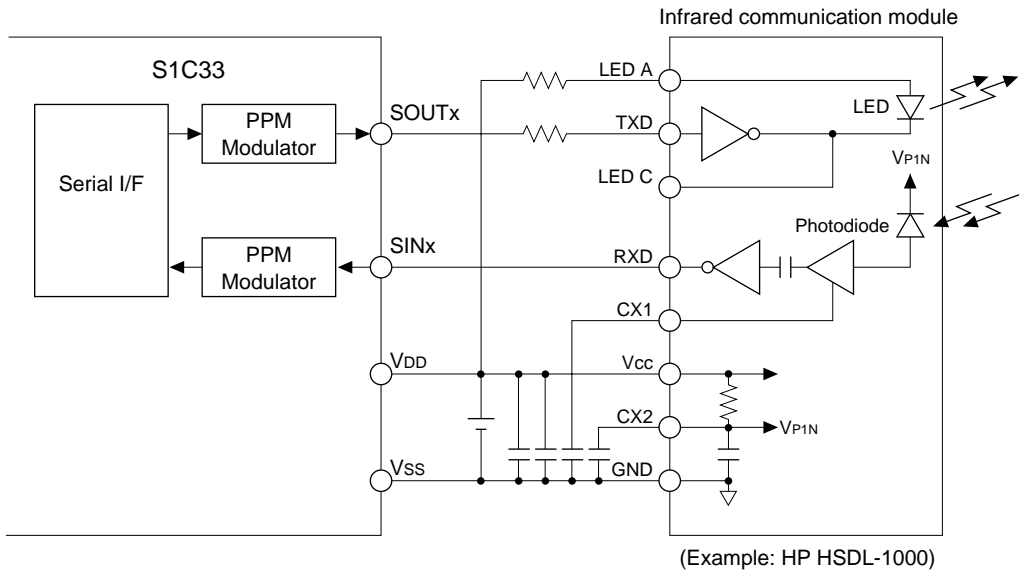 Infrared communication module
S1C33
Serial I/F
PPM
Modulator
PPM
Modulator
SOUTx
SINx
VDD
VSS
LED A
TXD
LED C
RXD
CX1
Vcc
CX2
GND
LED
VP1N
Photodiode
VP1N
(Example: HP HSDL-1000)